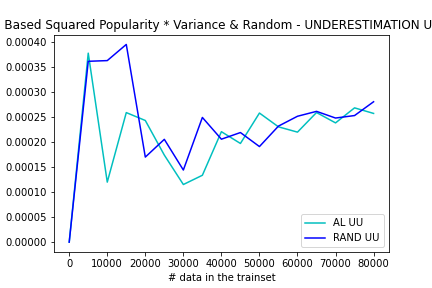 Based Squared Popularity * Variance & Random - UNDERESTIMATION U
0.00040
0.00035
0.00030
0.00025
0.00020
0.00015
0.00010
0.00005
0.00000
AL UU
RAND UU
0 10000 20000 30000 40000 50000 60000 70000 80000
# data in the trainset